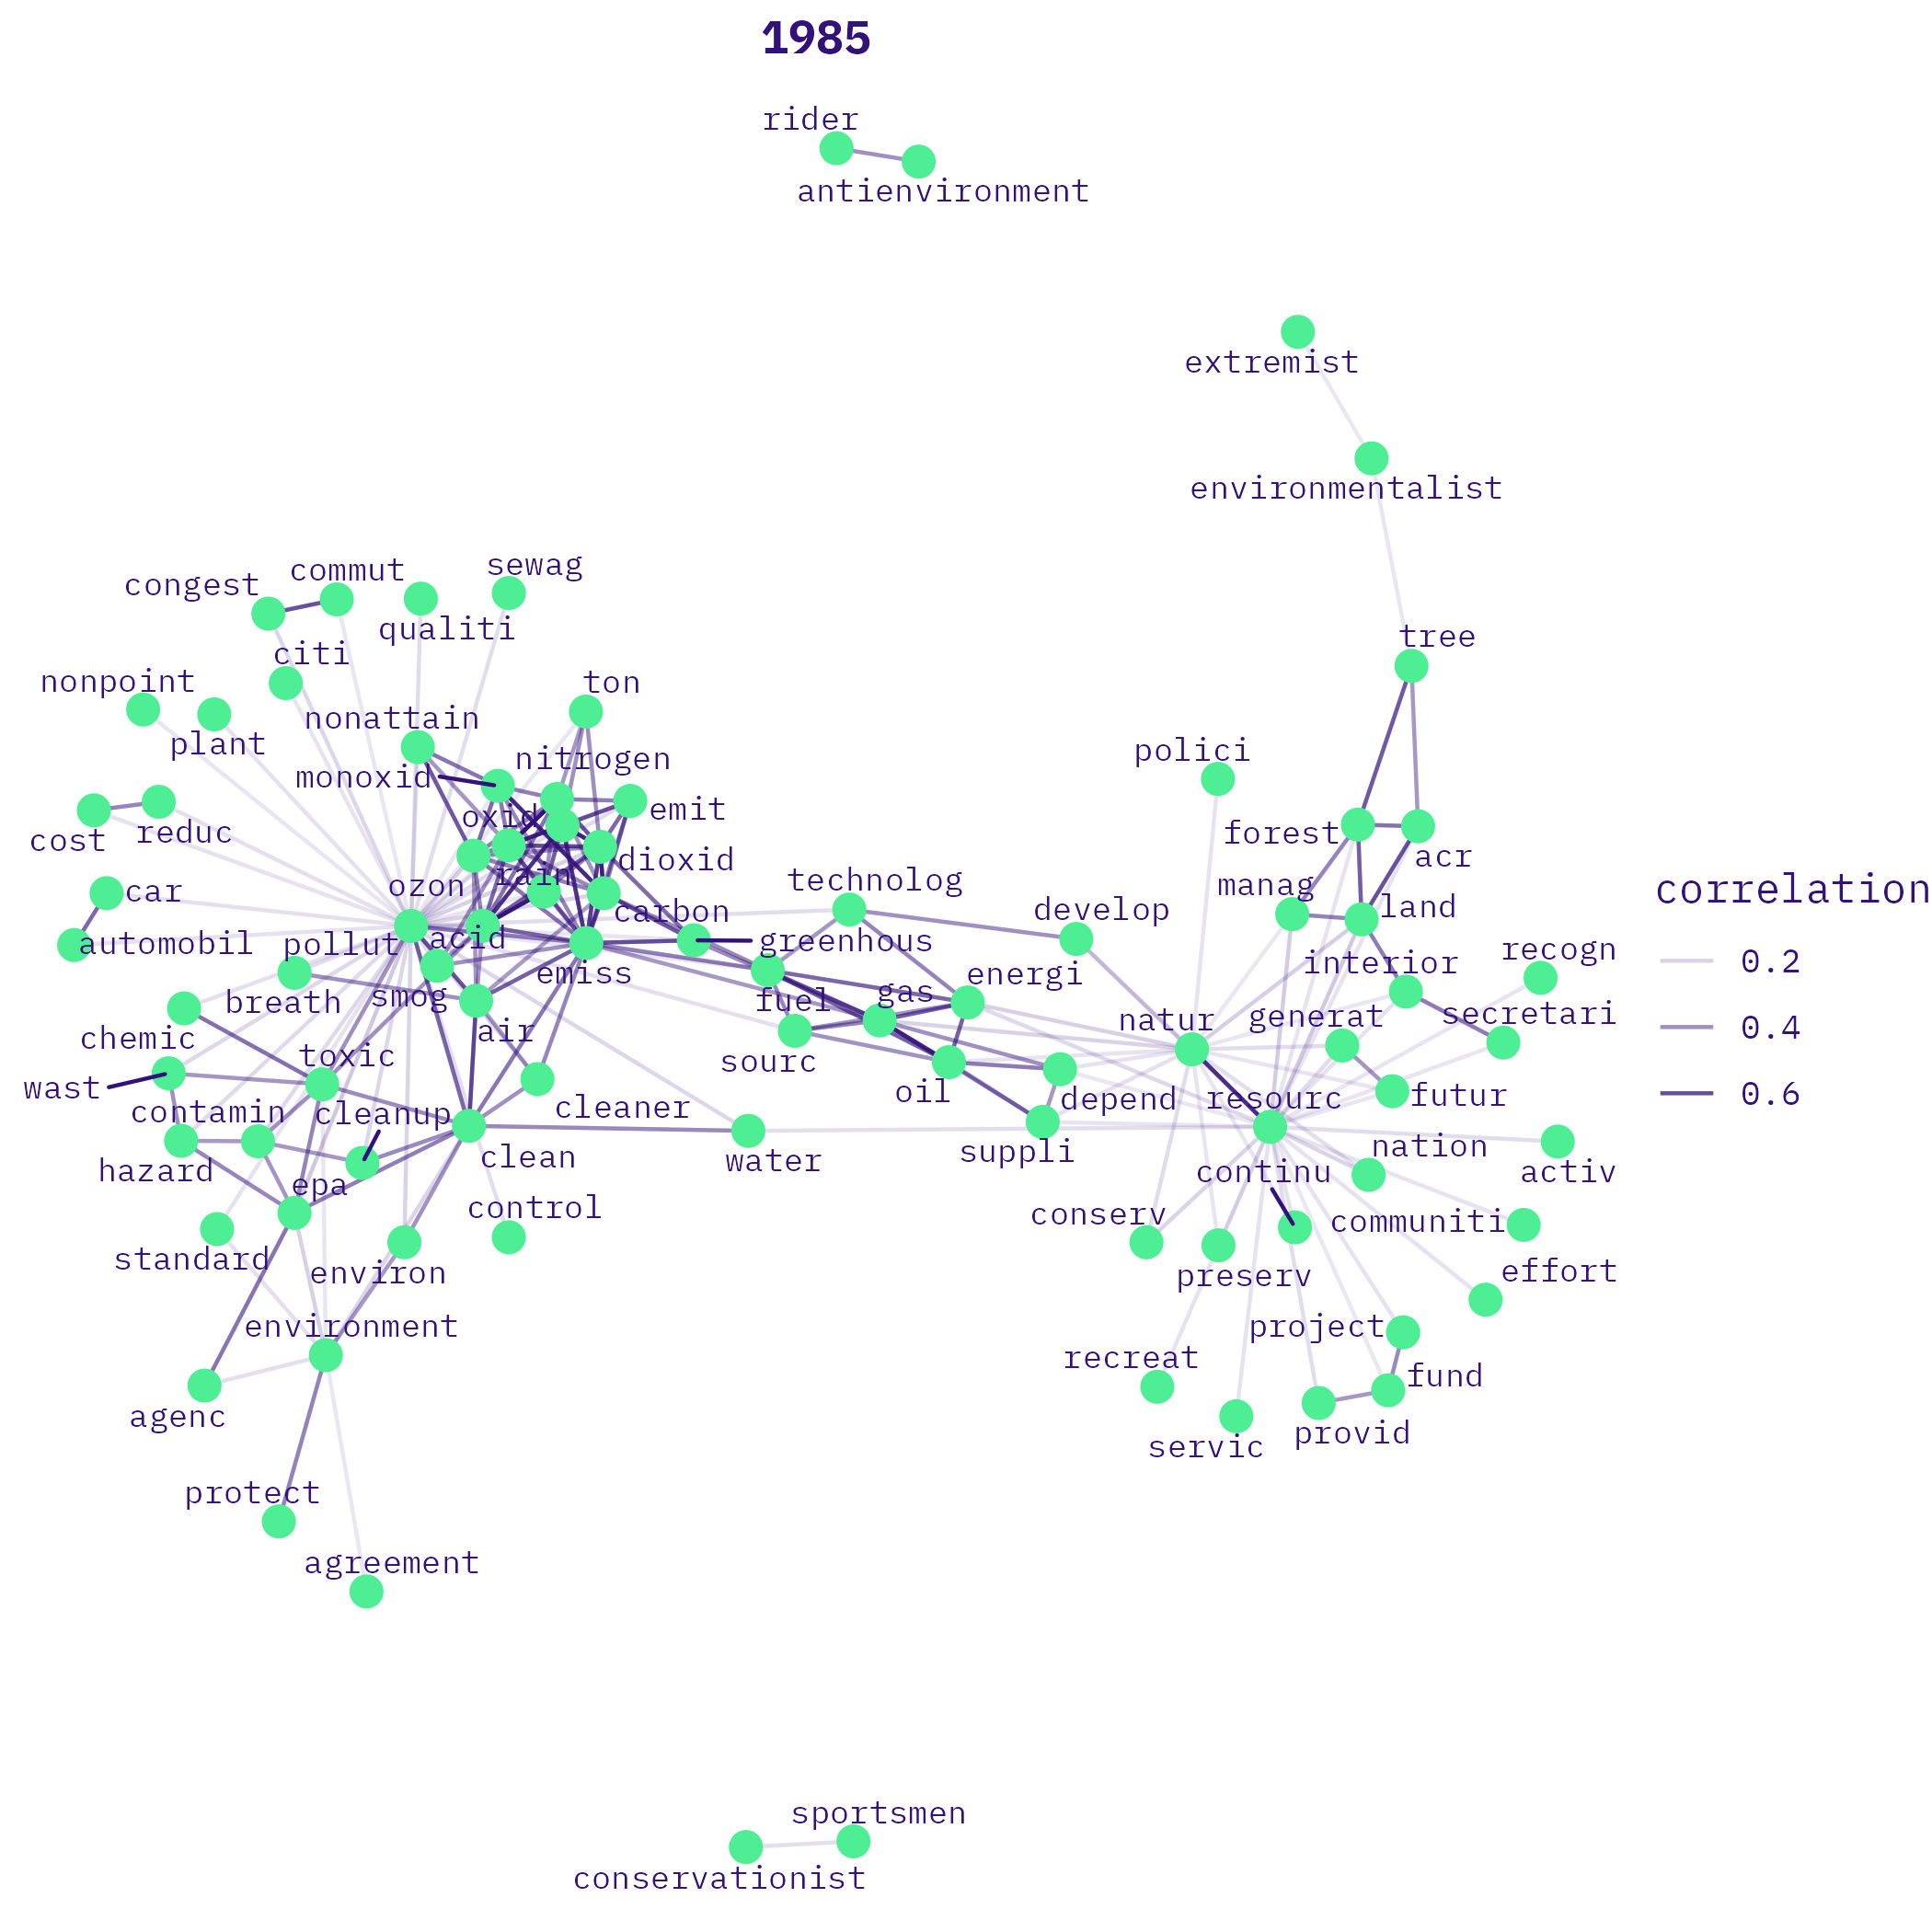 1985
rider
antienvironment
extremist
environmentalist
sewag
commut
congest
qualiti
tree
citi
nonpoint
ton
nonattain
plant
polici
nitrogen
monoxid
emit
oxid
reduc
cost
forest
acr
dioxid
rain
technolog
manag
ozon
car
correlation
land
carbon
develop
acid
pollut
automobil
greenhous
recogn
0.2
interior
emiss
energi
gas
smog
breath
fuel
secretari
generat
natur
air
0.4
chemic
toxic
sourc
wast
oil
futur
depend
resourc
0.6
cleaner
contamin
cleanup
nation
suppli
clean
water
hazard
continu
activ
epa
control
conserv
communiti
standard
environ
preserv
effort
environment
project
recreat
fund
agenc
provid
servic
protect
agreement
sportsmen
conservationist